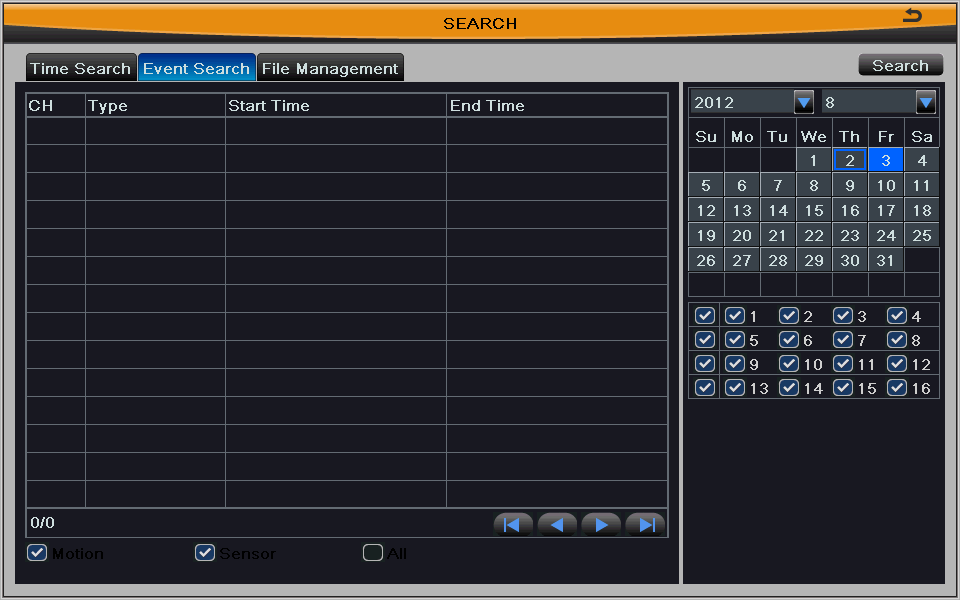 SEARCH
Time Search Event Search File Management Search
CH Type Start Time End Time
2012 8
Su Mo Tu We Th Fr Sa
1 2 3 4
5 6 7 8 9 10 11
12 13 14 15 16 17 18
19 20 21 22 23 24 25
26 27 28 29 30 31
1 2 3 4
5 6 7 8
9 10 11 12
13 14 15 16
0/0
Motion Sensor All